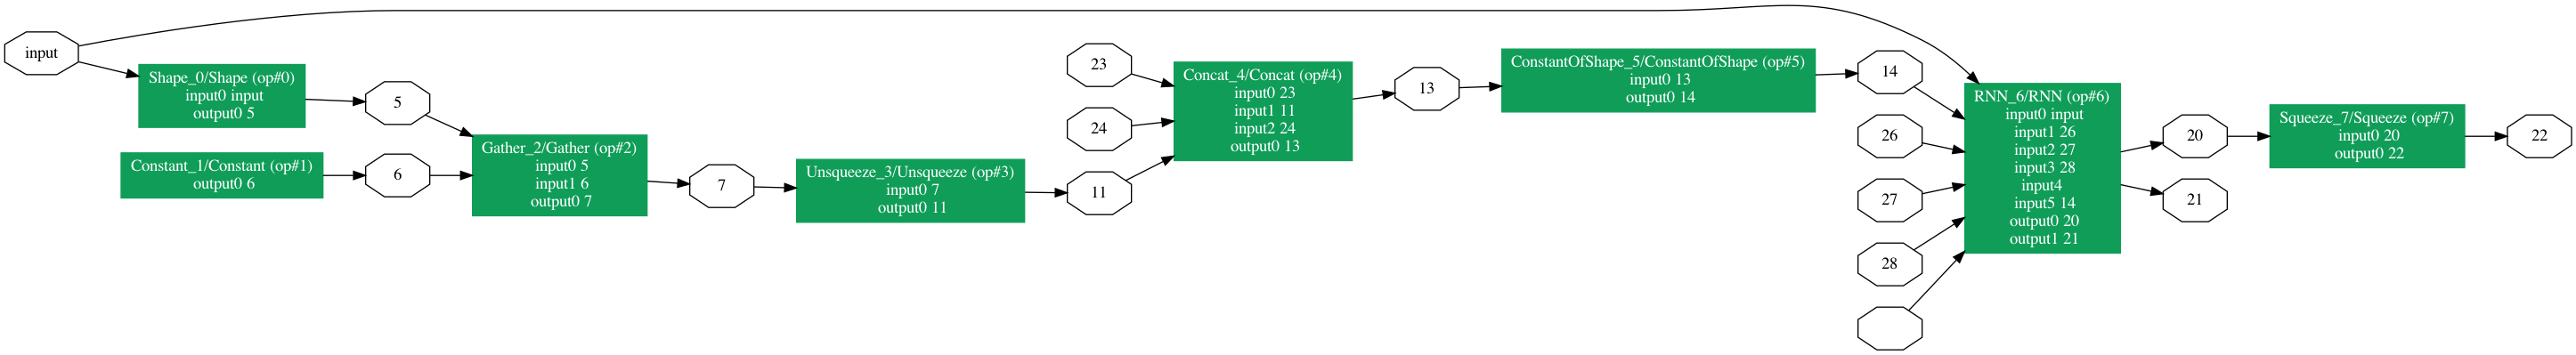 input
Shape_0/Shape (op#0)
input0 input
output0 5
Constant_1/Constant (op#1)
output0 6
5
6
Gather_2/Gather (op#2)
input0 5
input1 6
output0 7
7
Unsqueeze_3/Unsqueeze (op#3)
input0 7
output0 11
23
24
11
Concat_4/Concat (op#4)
input0 23
input1 11
input2 24
output0 13
13
ConstantOfShape_5/ConstantOfShape (op#5)
input0 13
output0 14
14
26
27
28
RNN_6/RNN (op#6)
input0 input
input1 26
input2 27
input3 28
input4
input5 14
output0 20
output1 21
20
21
Squeeze_7/Squeeze (op#7)
input0 20
output0 22
22